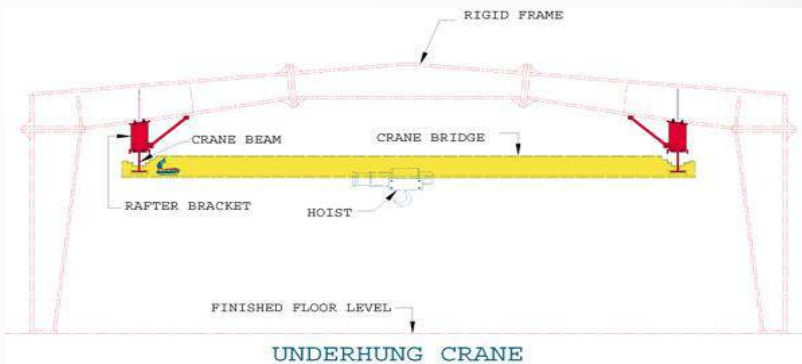 RIGID FRAME
CRANE BEAM
CRANE BRIDGE
RAFTER BRACKET
HOIST
FINISHED FLOOR LEVEL
UNDERHUNG CRANE